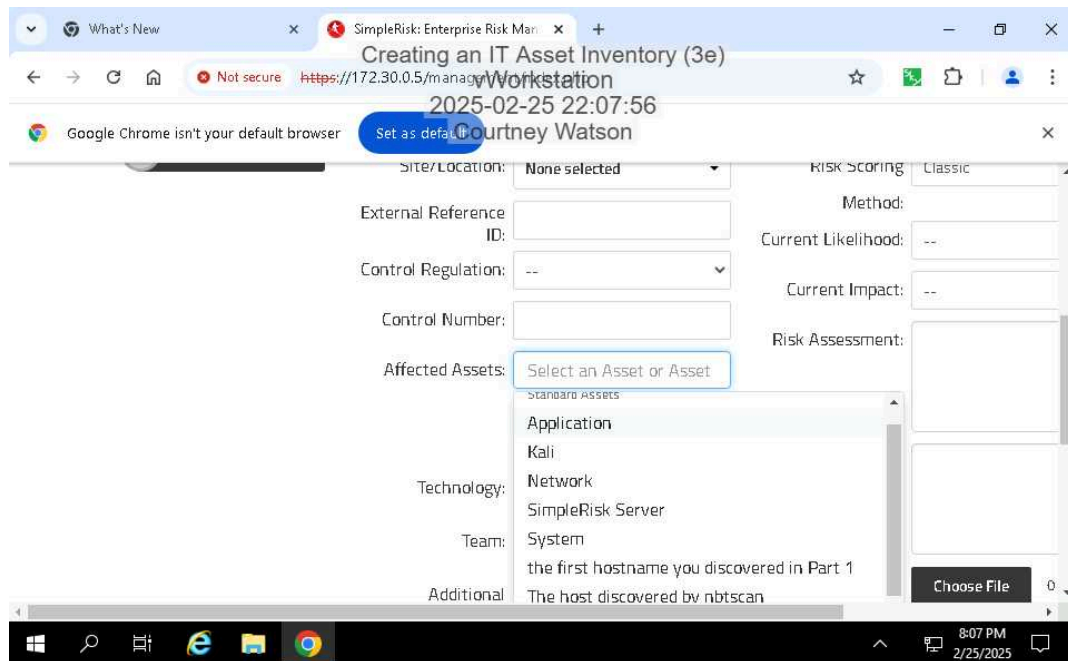 What's New
SimpleRisk: Enterprise Risk Man
Creating an IT Asset Inventory (3e)
Not secure https://172.30.0.5/management/index.php
vWorkstation
2025-02-25 22:07:56
Google Chrome isn't your default browser
Set as default
Courtney Watson
Site/Location:
None selected
Risk Scoring Method:
Classic
External Reference ID:
Current Likelihood:
--
Control Regulation:
--
Current Impact:
--
Control Number:
Risk Assessment:
Affected Assets:
Select an Asset or Asset
Standard Assets
Application
Kali
Network
Technology:
SimpleRisk Server
Team:
System
the first hostname you discovered in Part 1
Additional
The host discovered by nbtscan
Choose File
0
8:07 PM
2/25/2025